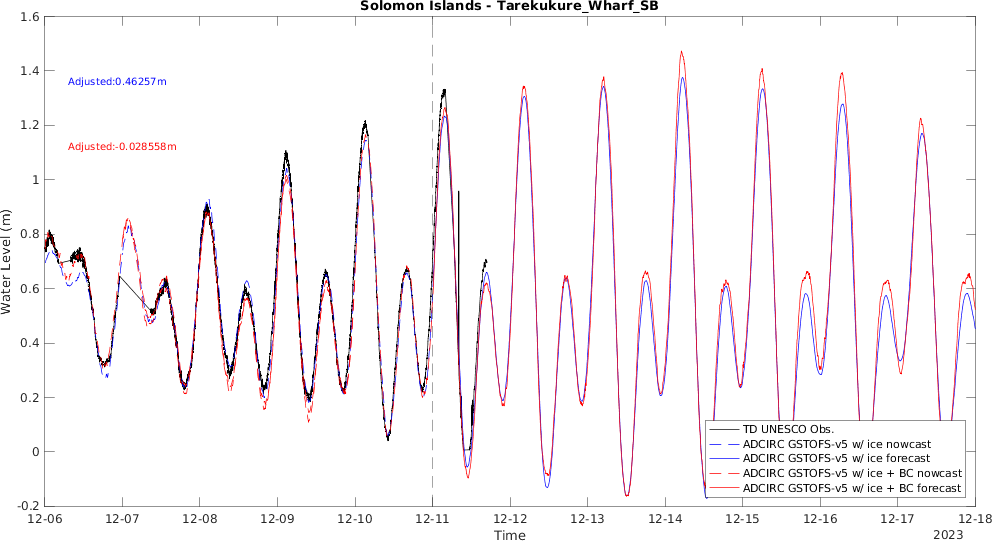 Solomon Islands - Tarekukure_Wharf_SB
1.6
1.4
1.2
1
0.8
0.6
0.4
0.2
0
-0.2
Water Level (m)
Adjusted:0.46257m
Adjusted:-0.028558m
TD UNESCO Obs.
ADCIRC GSTOFS-v5 w/ ice nowcast
ADCIRC GSTOFS-v5 w/ ice forecast
ADCIRC GSTOFS-v5 w/ ice + BC nowcast
ADCIRC GSTOFS-v5 w/ ice + BC forecast
12-06 12-07 12-08 12-09 12-10 12-11 12-12 12-13 12-14 12-15 12-16 12-17 12-18
Time
2023